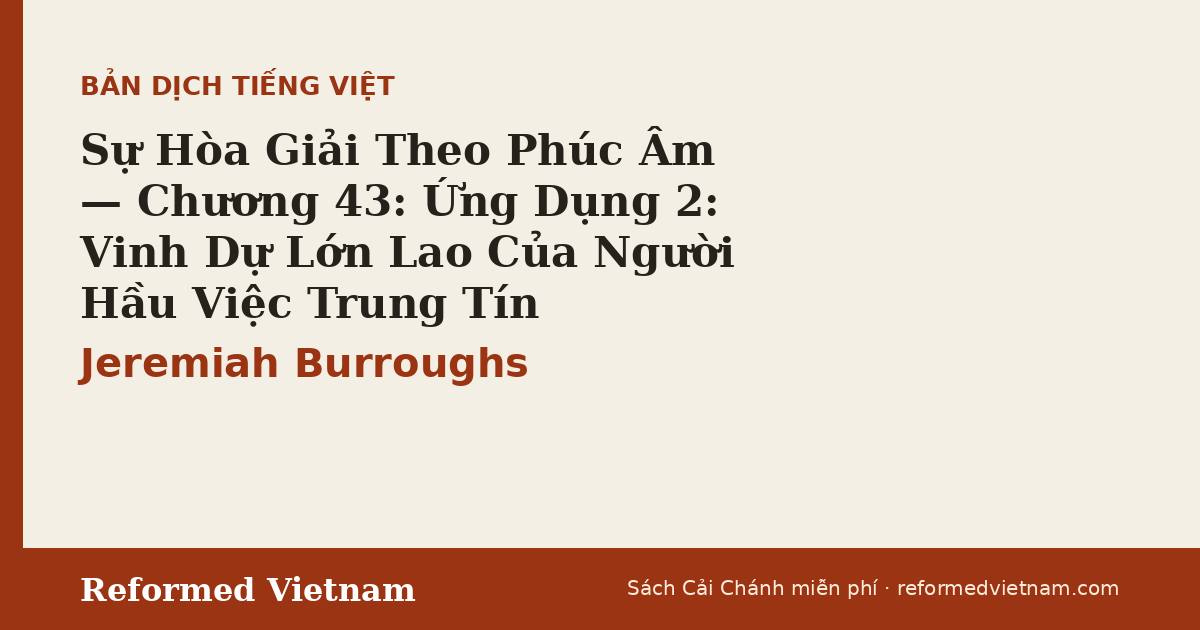 BẢN DỊCH TIẾNG VIỆT
Sự Hòa Giải Theo Phúc Âm
— Chương 43: Ứng Dụng 2:
Vinh Dự Lớn Lao Của Người
Hầu Việc Trung Tín
Jeremiah Burroughs
Reformed Vietnam
Sách Cải Chánh miễn phí · reformedvietnam.com